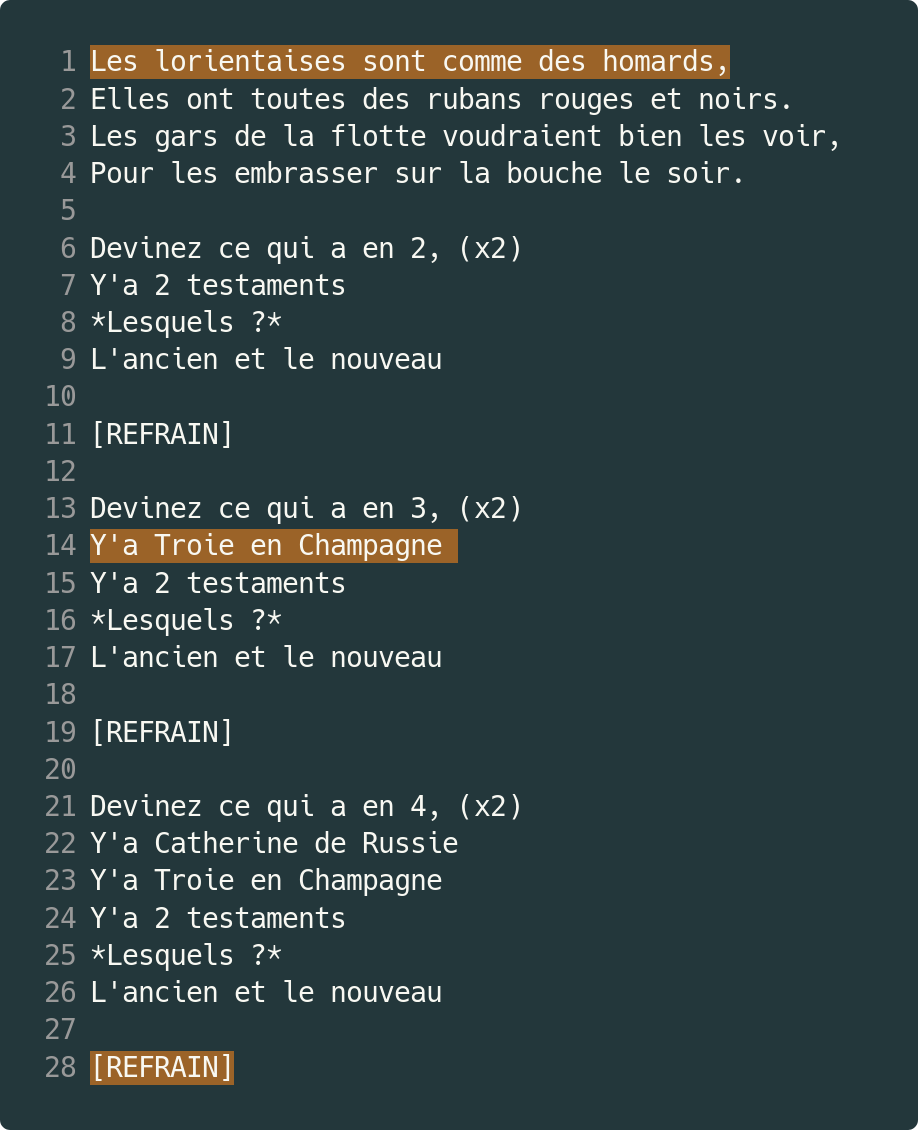 1 Les lorientaises sont comme des homards,
2 Elles ont toutes des rubans rouges et noirs.
3 Les gars de la flotte voudraient bien les voir,
4 Pour les embrasser sur la bouche le soir.
5
6 Devinez ce qui a en 2, (x2)
7 Y'a 2 testaments
8 *Lesquels ?*
9 L'ancien et le nouveau
10
11 [REFRAIN]
12
13 Devinez ce qui a en 3, (x2)
14 Y'a Troie en Champagne
15 Y'a 2 testaments
16 *Lesquels ?*
17 L'ancien et le nouveau
18
19 [REFRAIN]
20
21 Devinez ce qui a en 4, (x2)
22 Y'a Catherine de Russie
23 Y'a Troie en Champagne
24 Y'a 2 testaments
25 *Lesquels ?*
26 L'ancien et le nouveau
27
28 [REFRAIN]